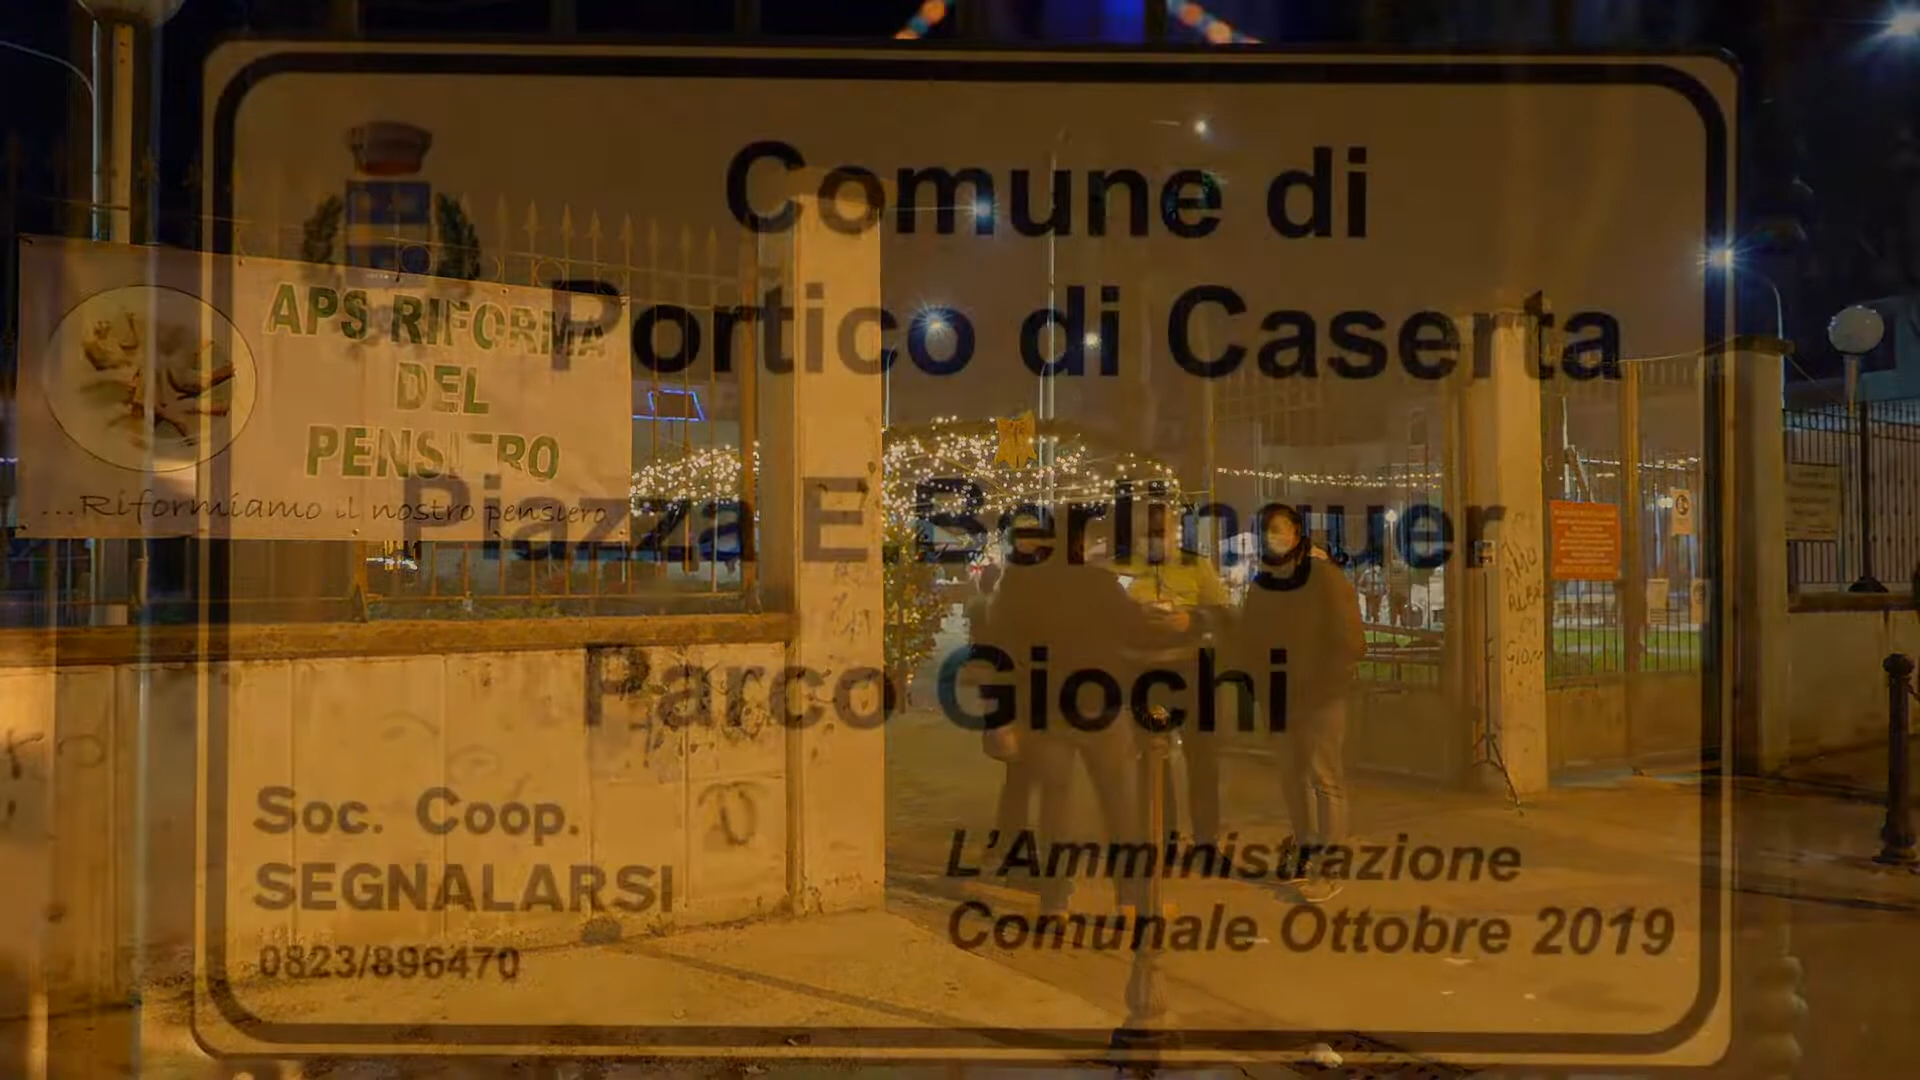 Comune di
Portico di Caserta
Piazza E Berlinguer
Parco Giochi
Soc. Coop.
SEGNALARSI
0823/896470
L'Amministrazione
Comunale Ottobre 2019
APS RIFORMA
DEL
PENSIERO
...Riformiamo il nostro pensiero
AMO